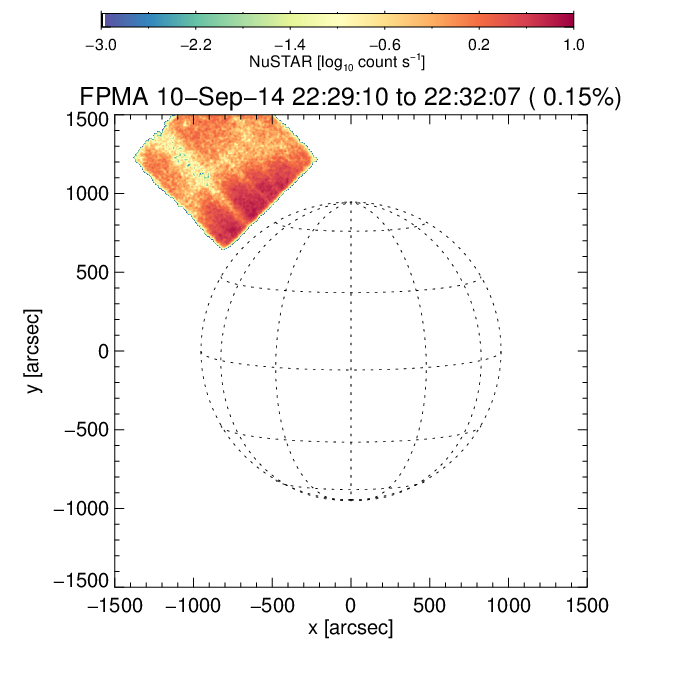 −3.0 −2.2 −1.4 −0.6 0.2 1.0
NuSTAR [log₁₀ count s⁻¹]
FPMA 10−Sep−14 22:29:10 to 22:32:07 ( 0.15%)
1500
1000
500
0
−500
−1000
−1500
y [arcsec]
−1500 −1000 −500 0 500 1000 1500
x [arcsec]